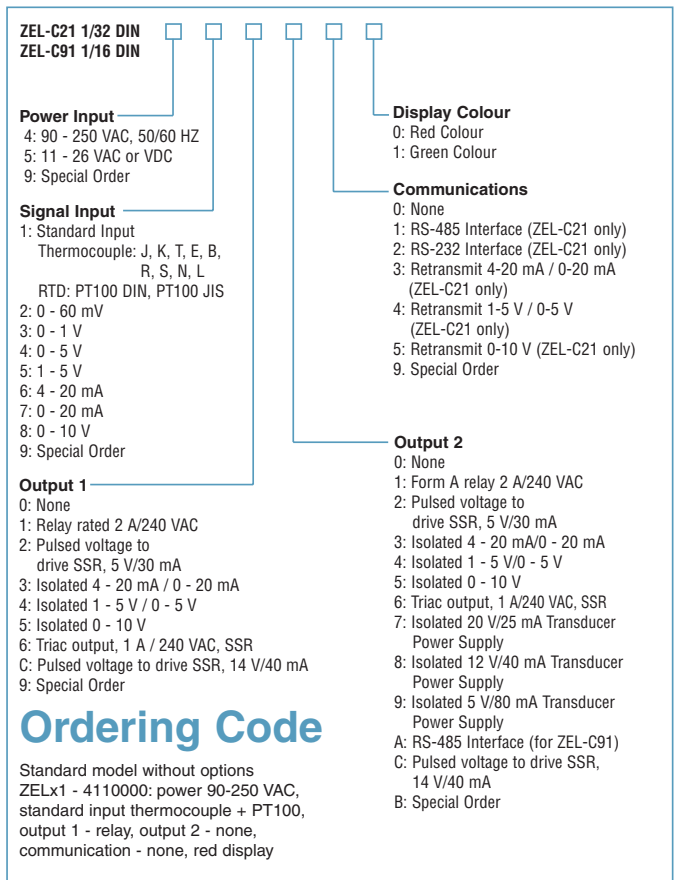 ZEL-C21 1/32 DIN
ZEL-C91 1/16 DIN
Power Input
4: 90 - 250 VAC, 50/60 HZ
5: 11 - 26 VAC or VDC
9: Special Order
Signal Input
1: Standard Input
Thermocouple: J, K, T, E, B,
R, S, N, L
RTD: PT100 DIN, PT100 JIS
2: 0 - 60 mV
3: 0 - 1 V
4: 0 - 5 V
5: 1 - 5 V
6: 4 - 20 mA
7: 0 - 20 mA
8: 0 - 10 V
9: Special Order
Output 1
0: None
1: Relay rated 2 A/240 VAC
2: Pulsed voltage to
drive SSR, 5 V/30 mA
3: Isolated 4 - 20 mA / 0 - 20 mA
4: Isolated 1 - 5 V / 0 - 5 V
5: Isolated 0 - 10 V
6: Triac output, 1 A / 240 VAC, SSR
C: Pulsed voltage to drive SSR, 14 V/40 mA
9: Special Order
Ordering Code
Standard model without options
ZELx1 - 4110000: power 90-250 VAC,
standard input thermocouple + PT100,
output 1 - relay, output 2 - none,
communication - none, red display
Display Colour
0: Red Colour
1: Green Colour
Communications
0: None
1: RS-485 Interface (ZEL-C21 only)
2: RS-232 Interface (ZEL-C21 only)
3: Retransmit 4-20 mA / 0-20 mA
(ZEL-C21 only)
4: Retransmit 1-5 V / 0-5 V
(ZEL-C21 only)
5: Retransmit 0-10 V (ZEL-C21 only)
9. Special Order
Output 2
0: None
1: Form A relay 2 A/240 VAC
2: Pulsed voltage to
drive SSR, 5 V/30 mA
3: Isolated 4 - 20 mA/0 - 20 mA
4: Isolated 1 - 5 V/0 - 5 V
5: Isolated 0 - 10 V
6: Triac output, 1 A/240 VAC, SSR
7: Isolated 20 V/25 mA Transducer
Power Supply
8: Isolated 12 V/40 mA Transducer
Power Supply
9: Isolated 5 V/80 mA Transducer
Power Supply
A: RS-485 Interface (for ZEL-C91)
C: Pulsed voltage to drive SSR,
14 V/40 mA
B: Special Order